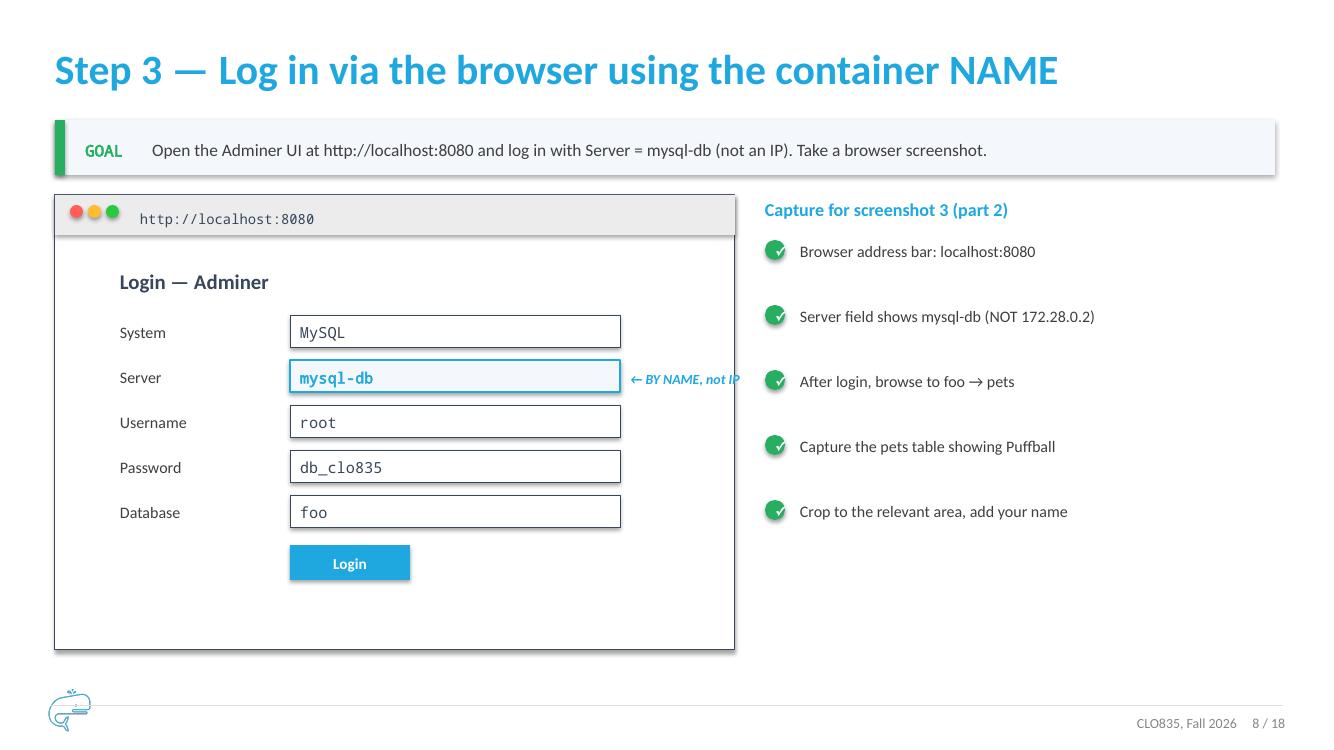 Step 3 — Log in via the browser using the container NAME
GOAL Open the Adminer UI at http://localhost:8080 and log in with Server = mysql-db (not an IP). Take a browser screenshot.
http://localhost:8080
Login — Adminer
System MySQL
Server mysql-db ← BY NAME, not IP
Username root
Password db_clo835
Database foo
Login
Capture for screenshot 3 (part 2)
✓ Browser address bar: localhost:8080
✓ Server field shows mysql-db (NOT 172.28.0.2)
✓ After login, browse to foo → pets
✓ Capture the pets table showing Puffball
✓ Crop to the relevant area, add your name
CLO835, Fall 2026 8 / 18